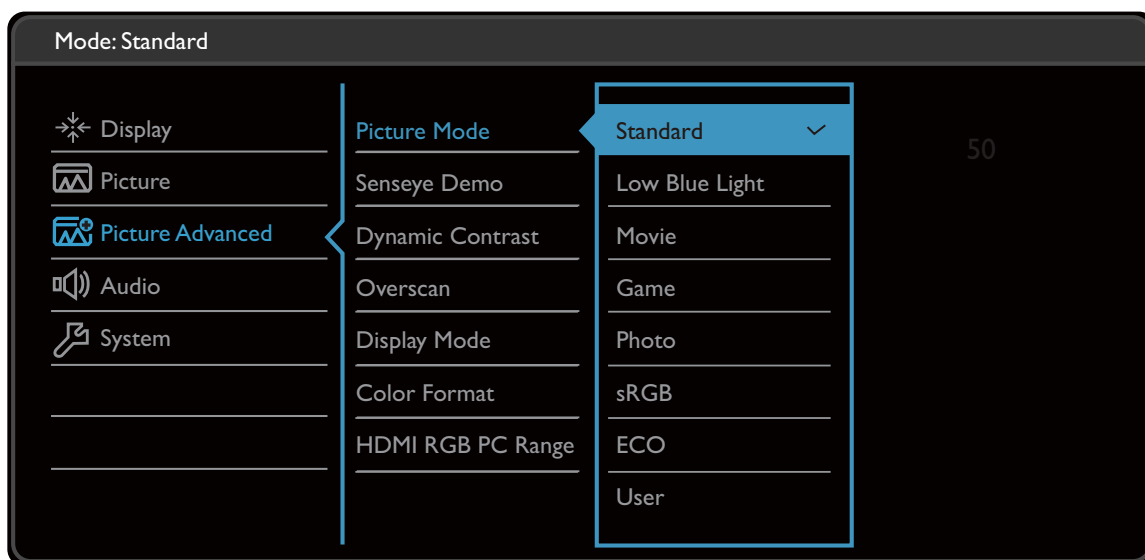 Mode: Standard
Display
Picture
Picture Advanced
Audio
System
Picture Mode
Senseye Demo
Dynamic Contrast
Overscan
Display Mode
Color Format
HDMI RGB PC Range
Standard
Low Blue Light
Movie
Game
Photo
sRGB
ECO
User
50